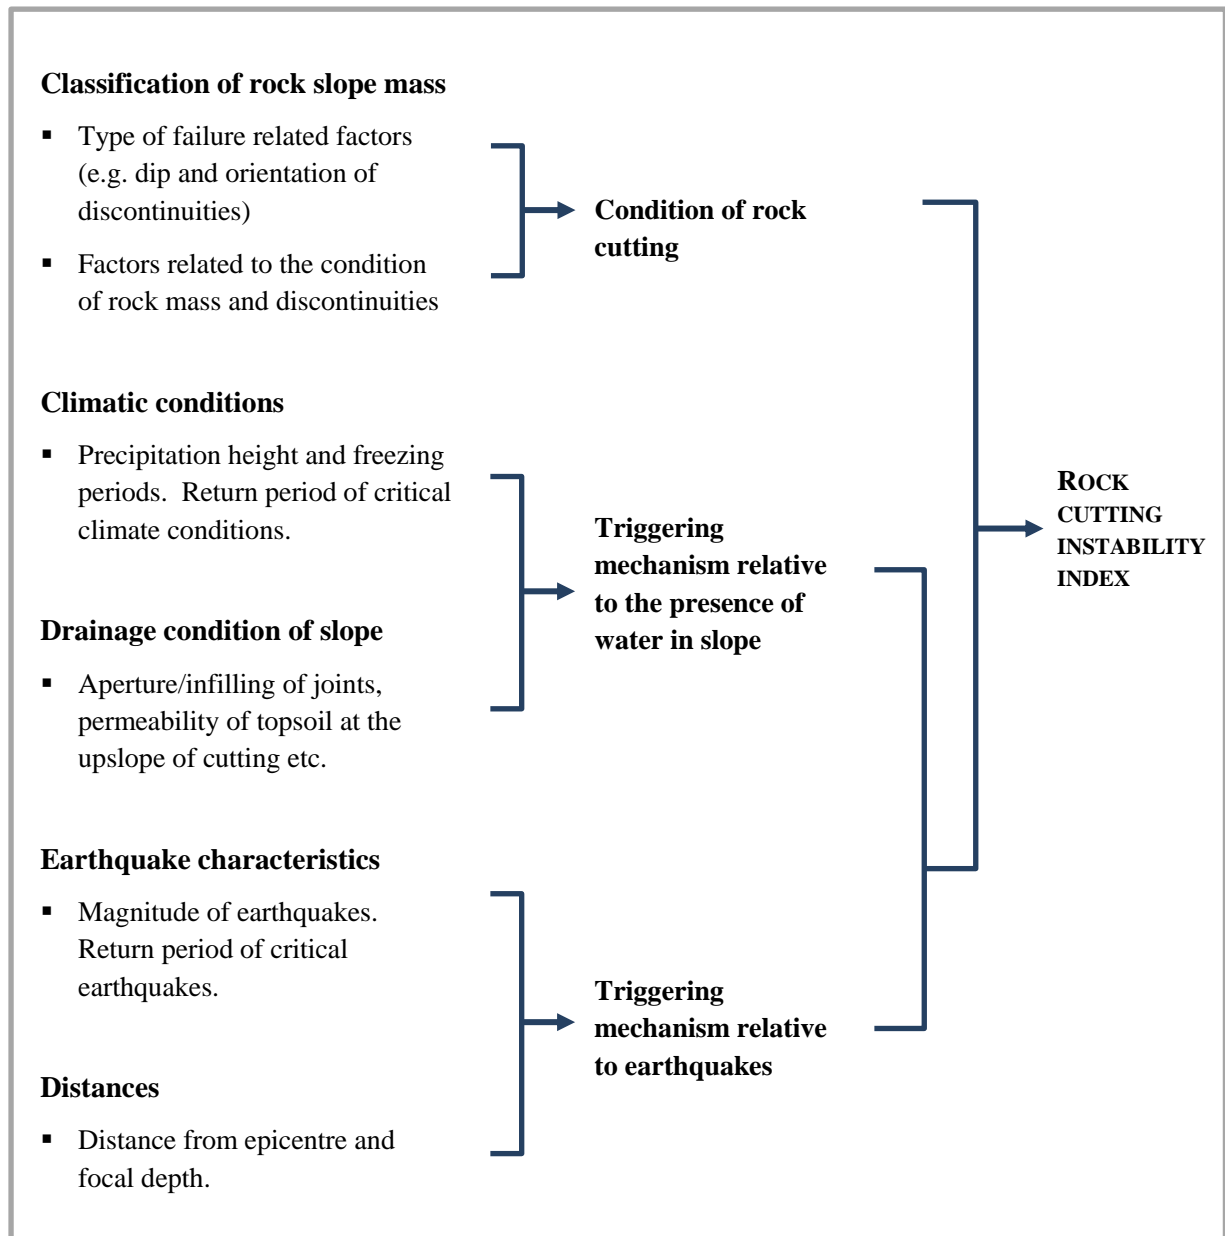 Classification of rock slope mass
▪ Type of failure related factors
(e.g. dip and orientation of
discontinuities)
▪ Factors related to the condition
of rock mass and discontinuities
Condition of rock
cutting
Climatic conditions
▪ Precipitation height and freezing
periods.  Return period of critical
climate conditions.
Drainage condition of slope
▪ Aperture/infilling of joints,
permeability of topsoil at the
upslope of cutting etc.
Triggering
mechanism relative
to the presence of
water in slope
Earthquake characteristics
▪ Magnitude of earthquakes.
Return period of critical
earthquakes.
Distances
▪ Distance from epicentre and
focal depth.
Triggering
mechanism relative
to earthquakes
ROCK
CUTTING
INSTABILITY
INDEX